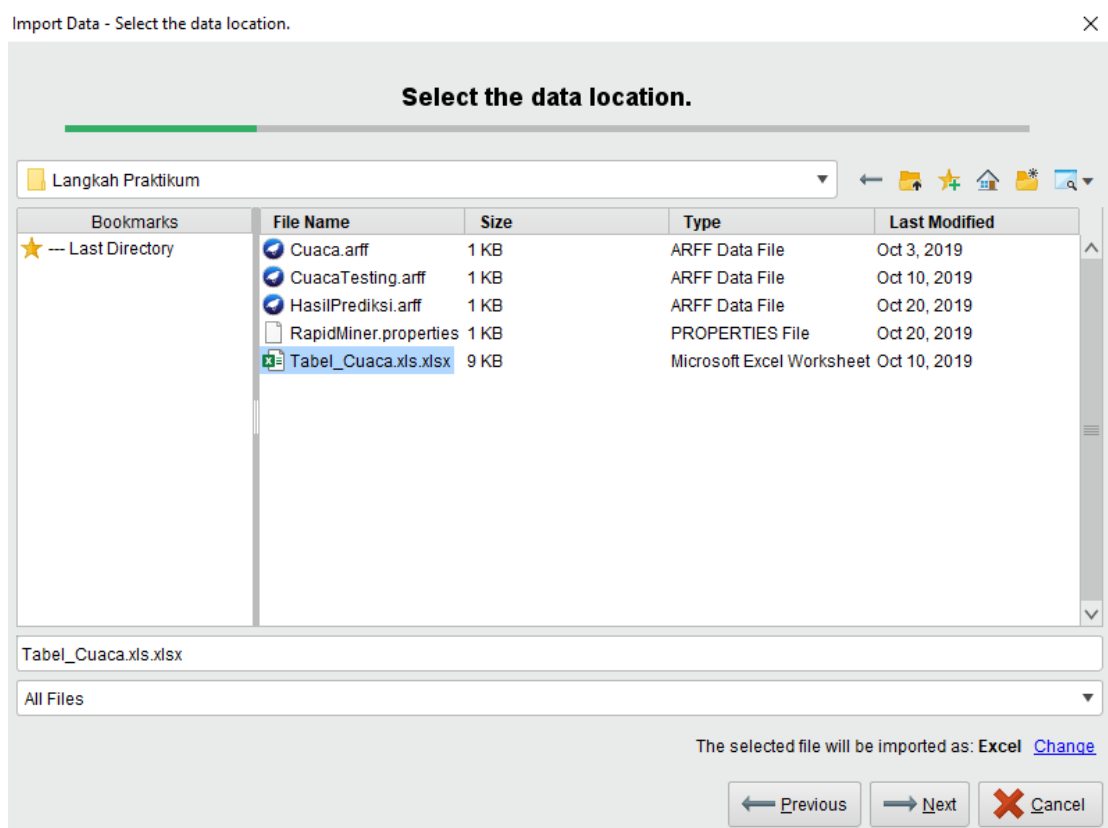 Import Data - Select the data location.
Select the data location.
Langkah Praktikum
Bookmarks File Name Size Type Last Modified
--- Last Directory Cuaca.arff 1 KB ARFF Data File Oct 3, 2019
CuacaTesting.arff 1 KB ARFF Data File Oct 10, 2019
HasilPrediksi.arff 1 KB ARFF Data File Oct 20, 2019
RapidMiner.properties 1 KB PROPERTIES File Oct 20, 2019
Tabel_Cuaca.xls.xlsx 9 KB Microsoft Excel Worksheet Oct 10, 2019
Tabel_Cuaca.xls.xlsx
All Files
The selected file will be imported as: Excel Change
Previous Next Cancel